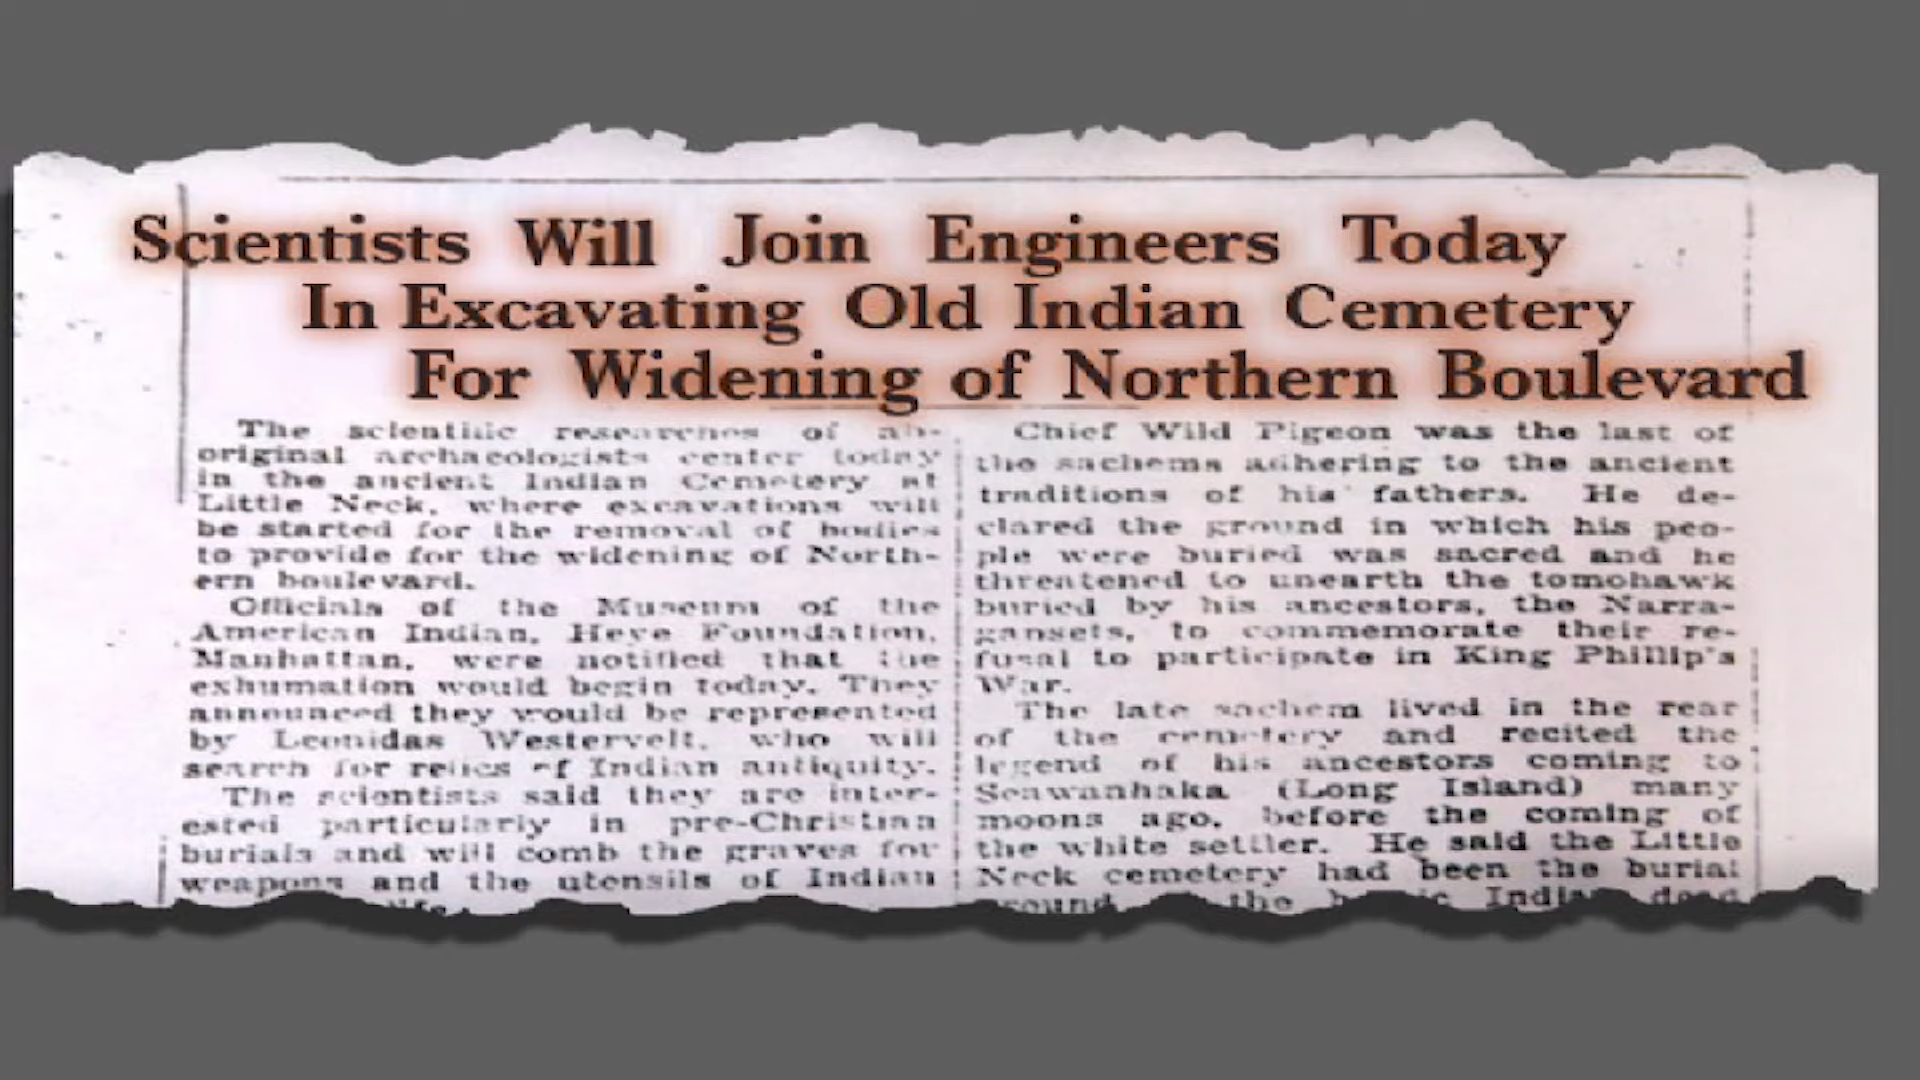 Scientists Will Join Engineers Today
In Excavating Old Indian Cemetery
For Widening of Northern Boulevard
The scientific researches of ab-
original archaeologists center today
in the ancient Indian Cemetery at
Little Neck, where excavations will
be started for the removal of bodies
to provide for the widening of North-
ern boulevard.
Officials of the Museum of the
American Indian, Heye Foundation,
Manhattan, were notified that the
exhumation would begin today. They
announced they would be represented
by Leonidas Westervelt, who will
search for relics of Indian antiquity.
The scientists said they are inter-
ested particularly in pre-Christian
burials and will comb the graves for
weapons and the utensils of Indian
life.
Chief Wild Pigeon was the last of
the sachems adhering to the ancient
traditions of his fathers. He de-
clared the ground in which his peo-
ple were buried was sacred and he
threatened to unearth the tomohawk
buried by his ancestors, the Narra-
gansets, to commemorate their re-
fusal to participate in King Phillip's
War.
The late sachem lived in the rear
of the cemetery and recited the
legend of his ancestors coming to
Seawanhaka (Long Island) many
moons ago, before the coming of
the white settler. He said the Little
Neck cemetery had been the burial
ground the Indian dead